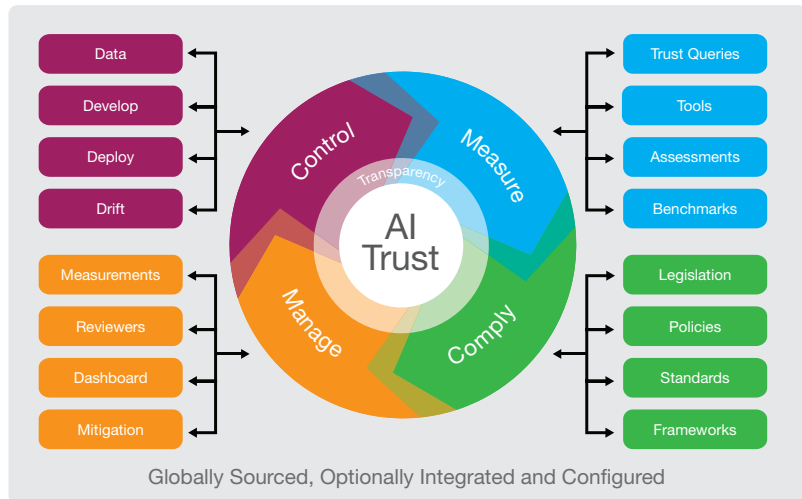 Data
Develop
Deploy
Drift
Measurements
Reviewers
Dashboard
Mitigation
Control
Measure
Transparency
AI
Trust
Manage
Comply
Trust Queries
Tools
Assessments
Benchmarks
Legislation
Policies
Standards
Frameworks
Globally Sourced, Optionally Integrated and Configured